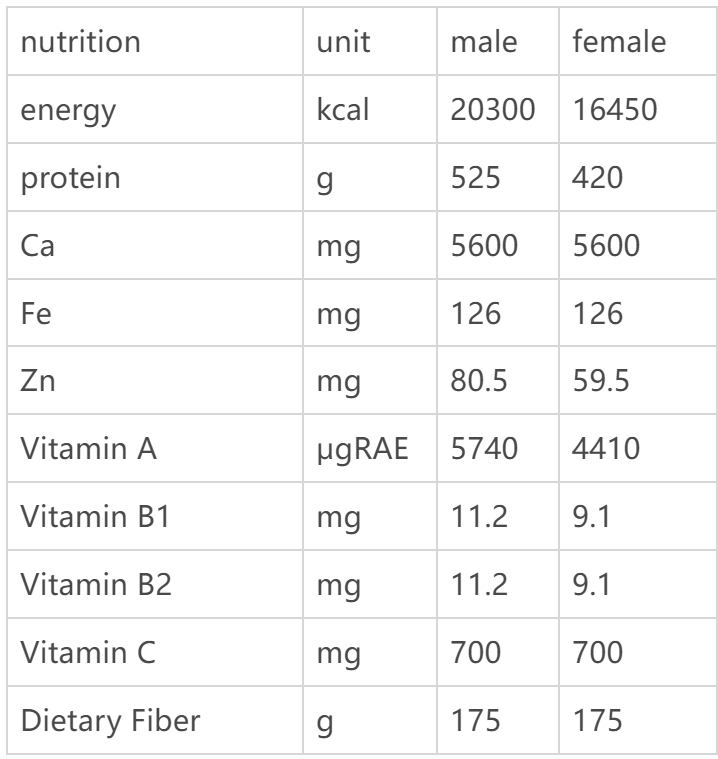 nutrition unit male female
energy kcal 20300 16450
protein g 525 420
Ca mg 5600 5600
Fe mg 126 126
Zn mg 80.5 59.5
Vitamin A µgRAE 5740 4410
Vitamin B1 mg 11.2 9.1
Vitamin B2 mg 11.2 9.1
Vitamin C mg 700 700
Dietary Fiber g 175 175